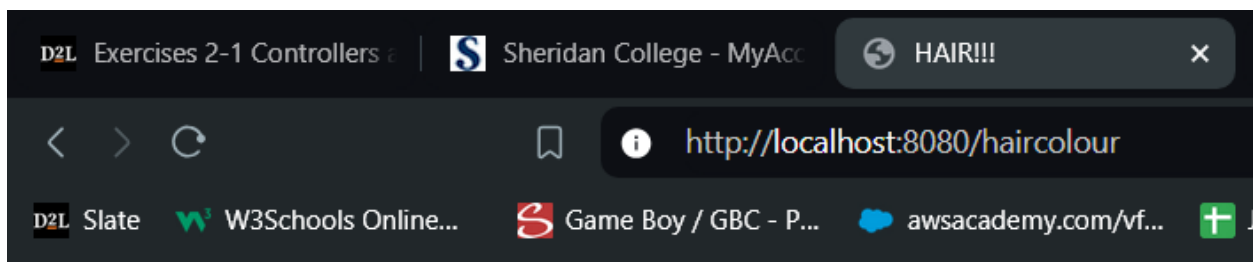 D2L Exercises 2-1 Controllers a S Sheridan College - MyAcc HAIR!!!
http://localhost:8080/haircolour
D2L Slate W3 W3Schools Online... S Game Boy / GBC - P... awsacademy.com/vf...